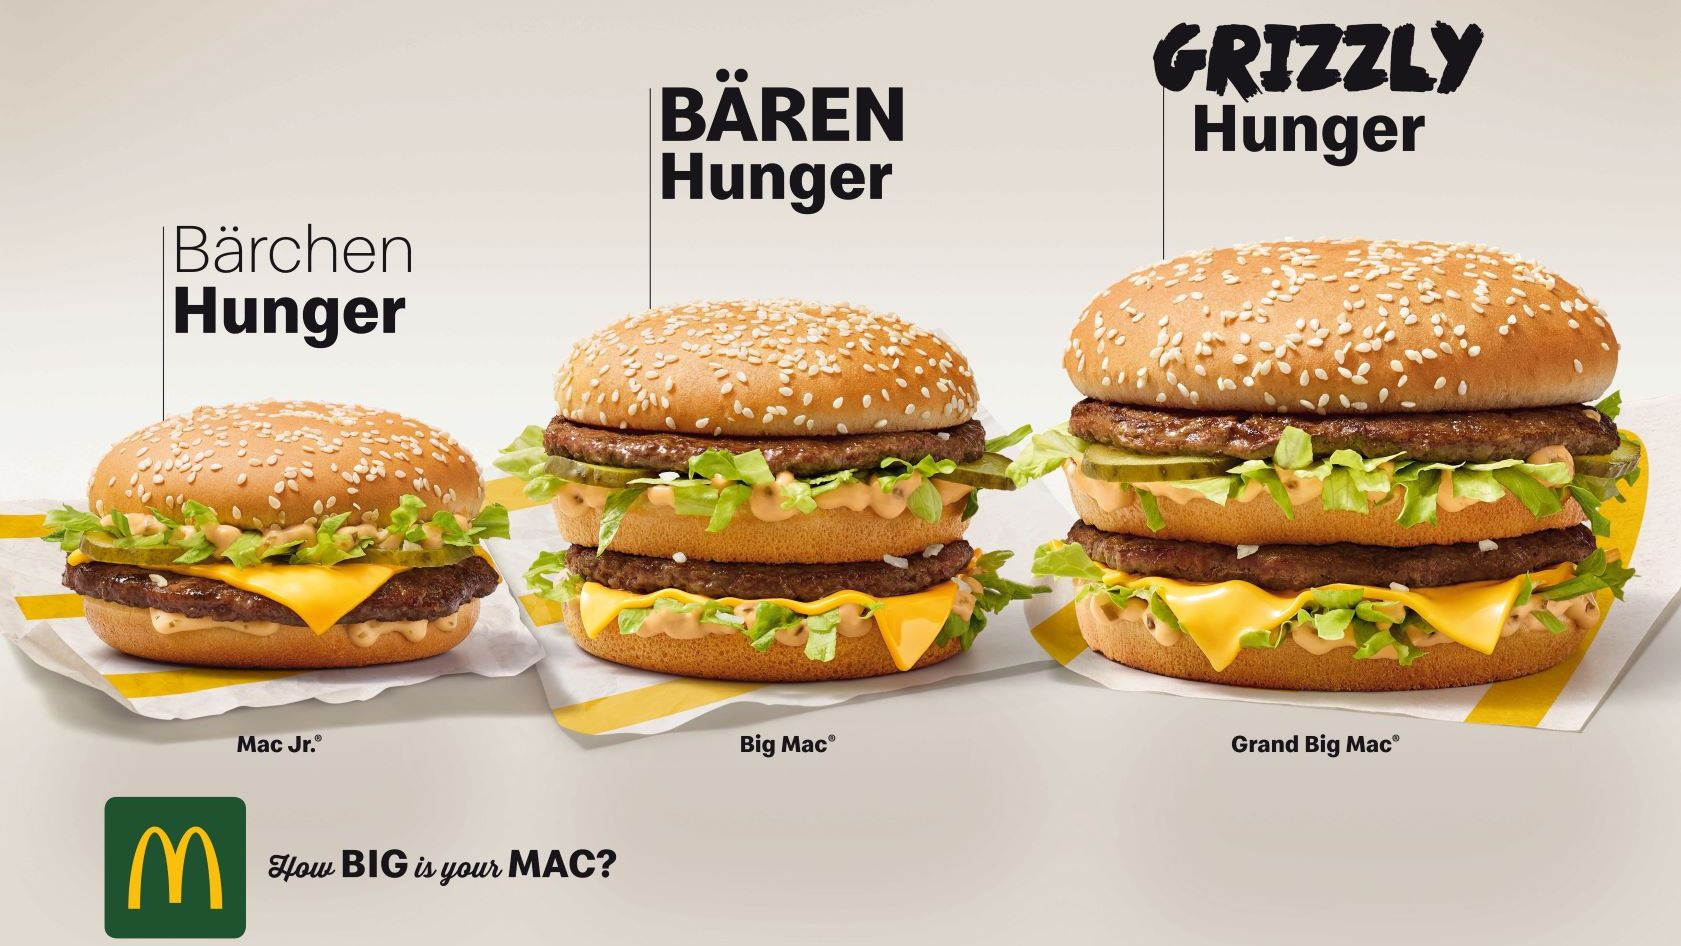 Bärchen
Hunger
BÄREN
Hunger
GRIZZLY
Hunger
Mac Jr.®
Big Mac®
Grand Big Mac®
How BIG is your MAC?